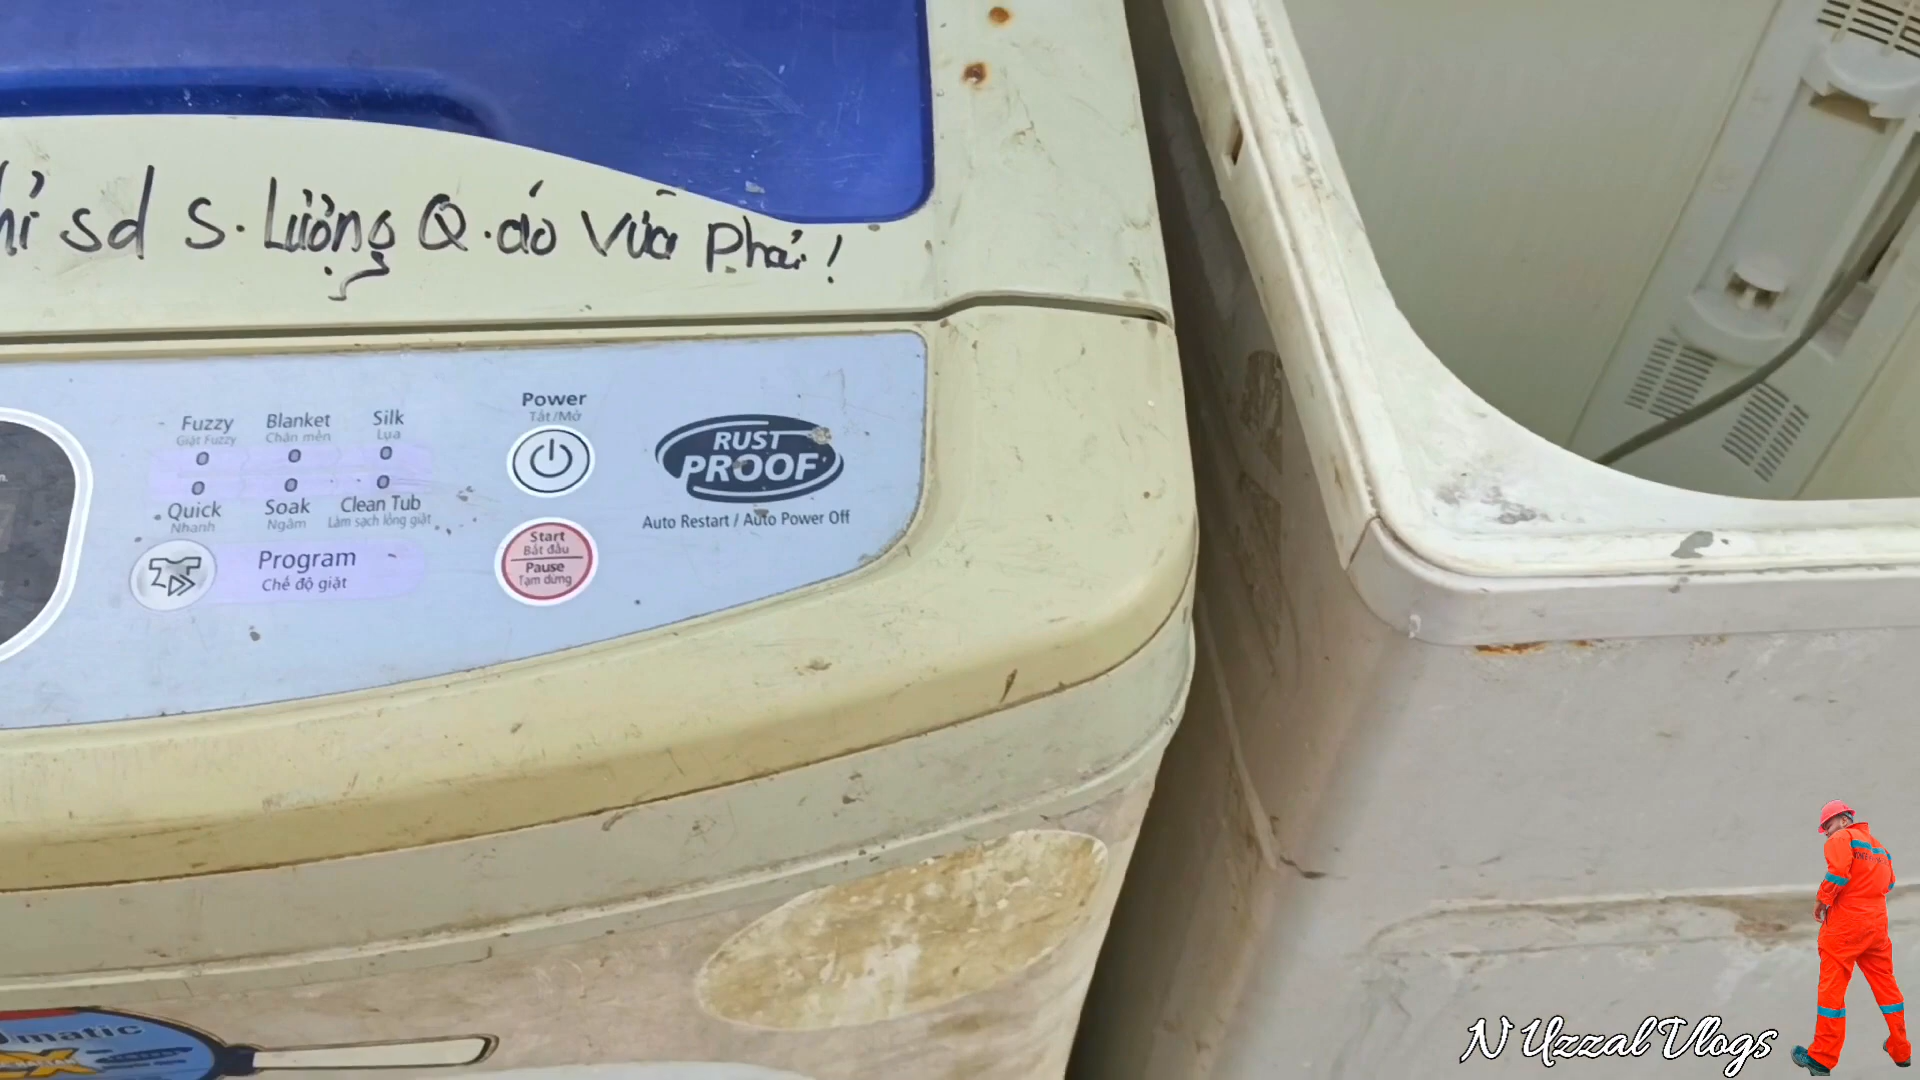 sd S. Lượng Q. áo Vừa Phải!
Power
Tắt/Mở
Fuzzy Blanket Silk
Giặt Fuzzy Chăn mền Lụa
RUST
PROOF
Quick Soak Clean Tub
Nhanh Ngâm Làm sạch lồng giặt
Auto Restart / Auto Power Off
Start
Bắt đầu
Pause
Tạm dừng
Program
Chế độ giặt
matic
N Uzzal Vlogs